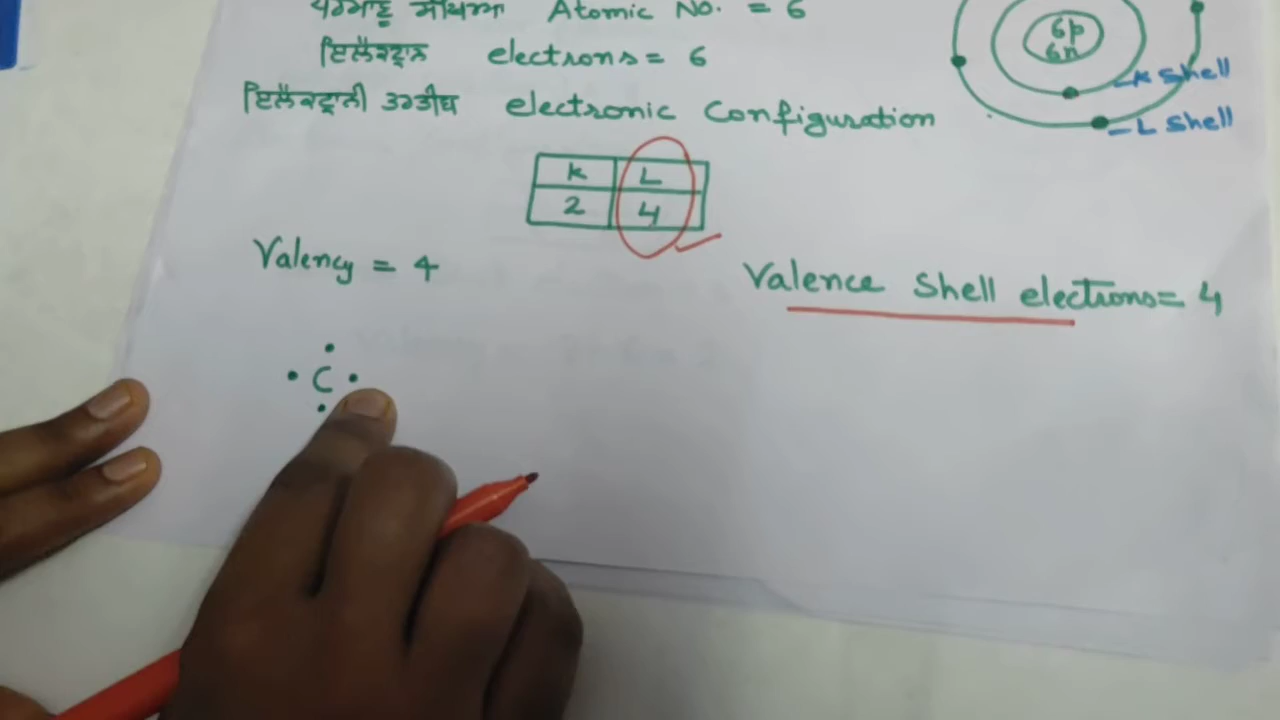 ਪਰਮਾਣੂ ਸੰਖਿਆ Atomic No. = 6
ਇਲੈਕਟ੍ਰਾਨ electrons = 6
ਇਲੈਕਟ੍ਰਾਨੀ ਤਰਤੀਬ electronic Configuration
K L
2 4
Valency = 4
Valence Shell electrons = 4
C
6p
6n
K Shell
L Shell